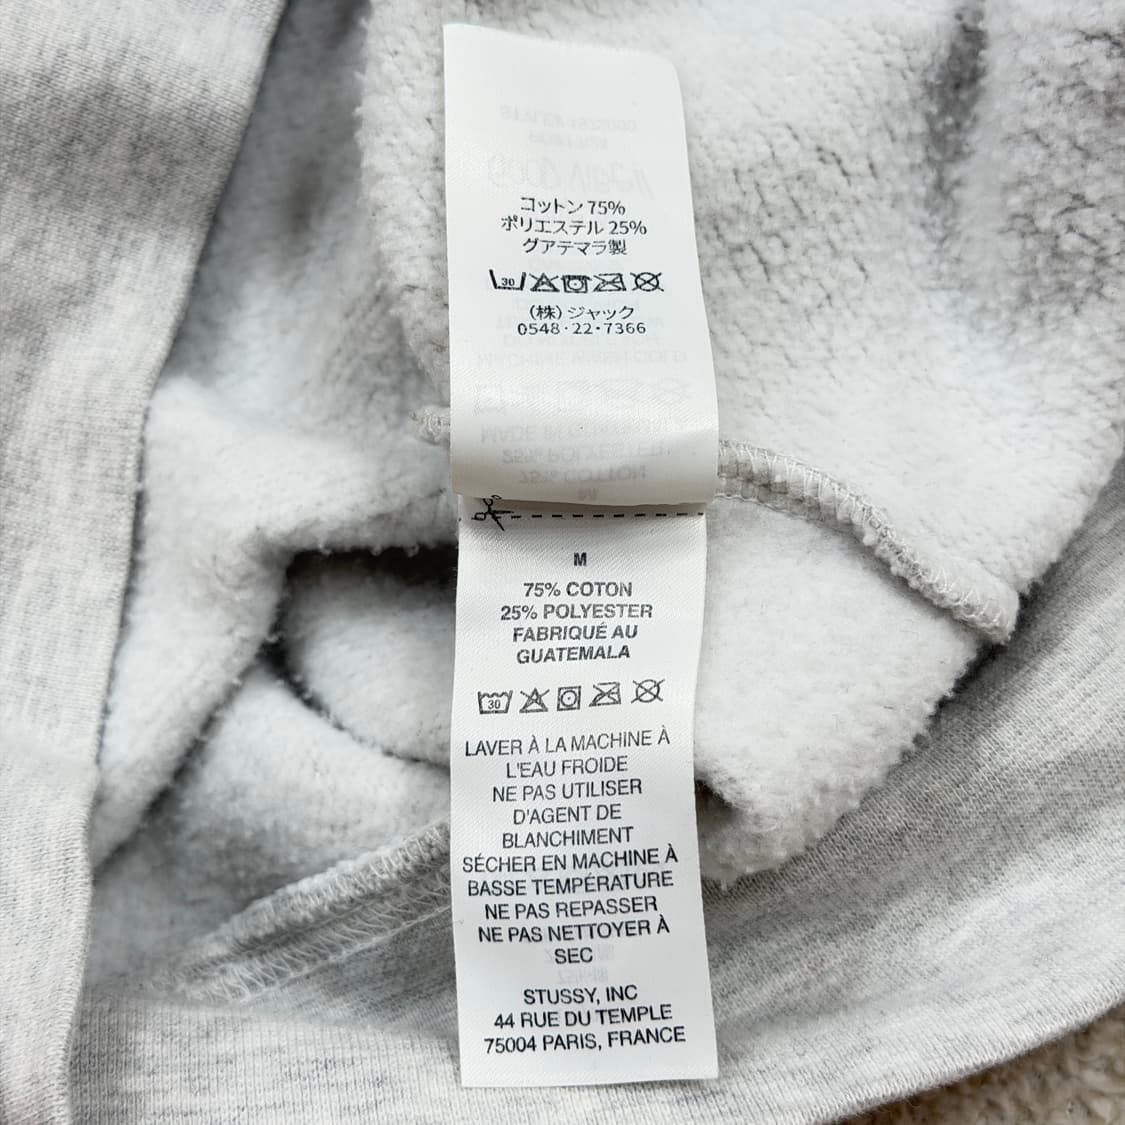 コットン 75%
ポリエステル 25%
グアテマラ製
30
(株) ジャック
0548・22・7366
M
75% COTON
25% POLYESTER
FABRIQUÉ AU
GUATEMALA
30
LAVER À LA MACHINE À
L'EAU FROIDE
NE PAS UTILISER
D'AGENT DE
BLANCHIMENT
SÉCHER EN MACHINE À
BASSE TEMPÉRATURE
NE PAS REPASSER
NE PAS NETTOYER À
SEC
STUSSY, INC
44 RUE DU TEMPLE
75004 PARIS, FRANCE